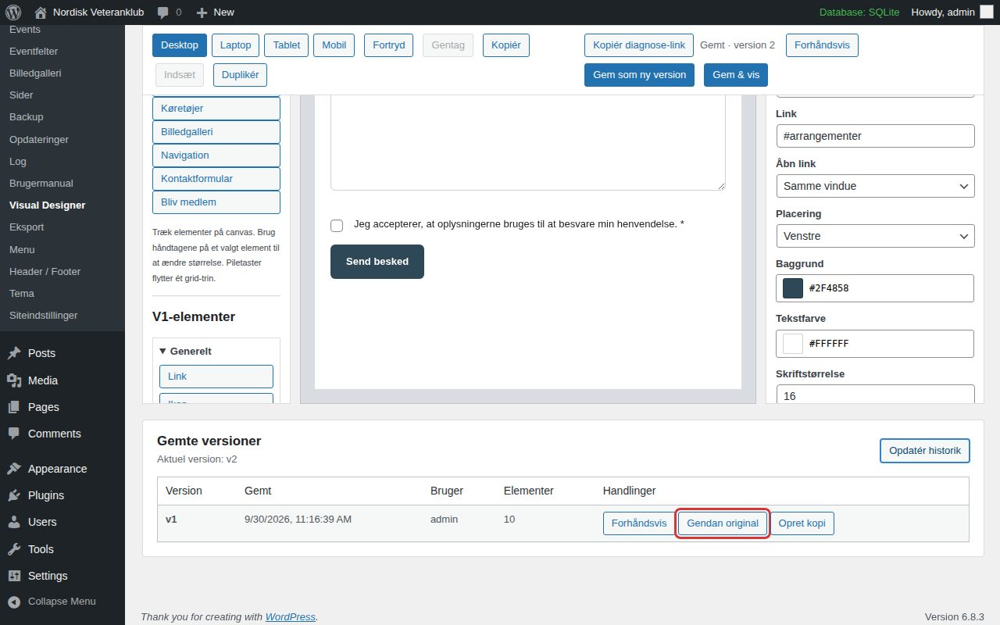 Nordisk Veteranklub
0
New
Database: SQLite
Howdy, admin
Events
Eventfelter
Billedgalleri
Sider
Backup
Opdateringer
Log
Brugermanual
Visual Designer
Eksport
Menu
Header / Footer
Tema
Siteindstillinger
Posts
Media
Pages
Comments
Appearance
Plugins
Users
Tools
Settings
Collapse Menu
Desktop
Laptop
Tablet
Mobil
Fortryd
Gentag
Kopiér
Indsæt
Duplikér
Kopiér diagnose-link
Gemt · version 2
Forhåndsvis
Gem som ny version
Gem & vis
Køretøjer
Billedgalleri
Navigation
Kontaktformular
Bliv medlem
Træk elementer på canvas. Brug
håndtagene på et valgt element til
at ændre størrelse. Piletaster
flytter ét grid-trin.
V1-elementer
▼ Generelt
Link
Ikon
Jeg accepterer, at oplysningerne bruges til at besvare min henvendelse. *
Send besked
Link
#arrangementer
Åbn link
Samme vindue
Placering
Venstre
Baggrund
#2F4858
Tekstfarve
#FFFFFF
Skriftstørrelse
16
Gemte versioner
Aktuel version: v2
Opdatér historik
Version
Gemt
Bruger
Elementer
Handlinger
v1
9/30/2026, 11:16:39 AM
admin
10
Forhåndsvis
Gendan original
Opret kopi
Thank you for creating with WordPress.
Version 6.8.3